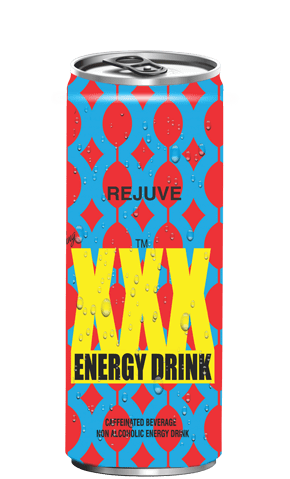 REJUVE
TM
XXX
ENERGY DRINK
CAFFEINATED BEVERAGE
NON ALCOHOLIC ENERGY DRINK